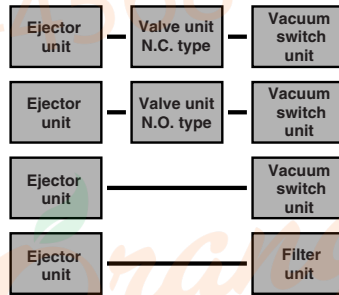 Ejector
unit
Valve unit
N.C. type
Vacuum
switch
unit
Ejector
unit
Valve unit
N.O. type
Vacuum
switch
unit
Ejector
unit
Vacuum
switch
unit
Ejector
unit
Filter
unit